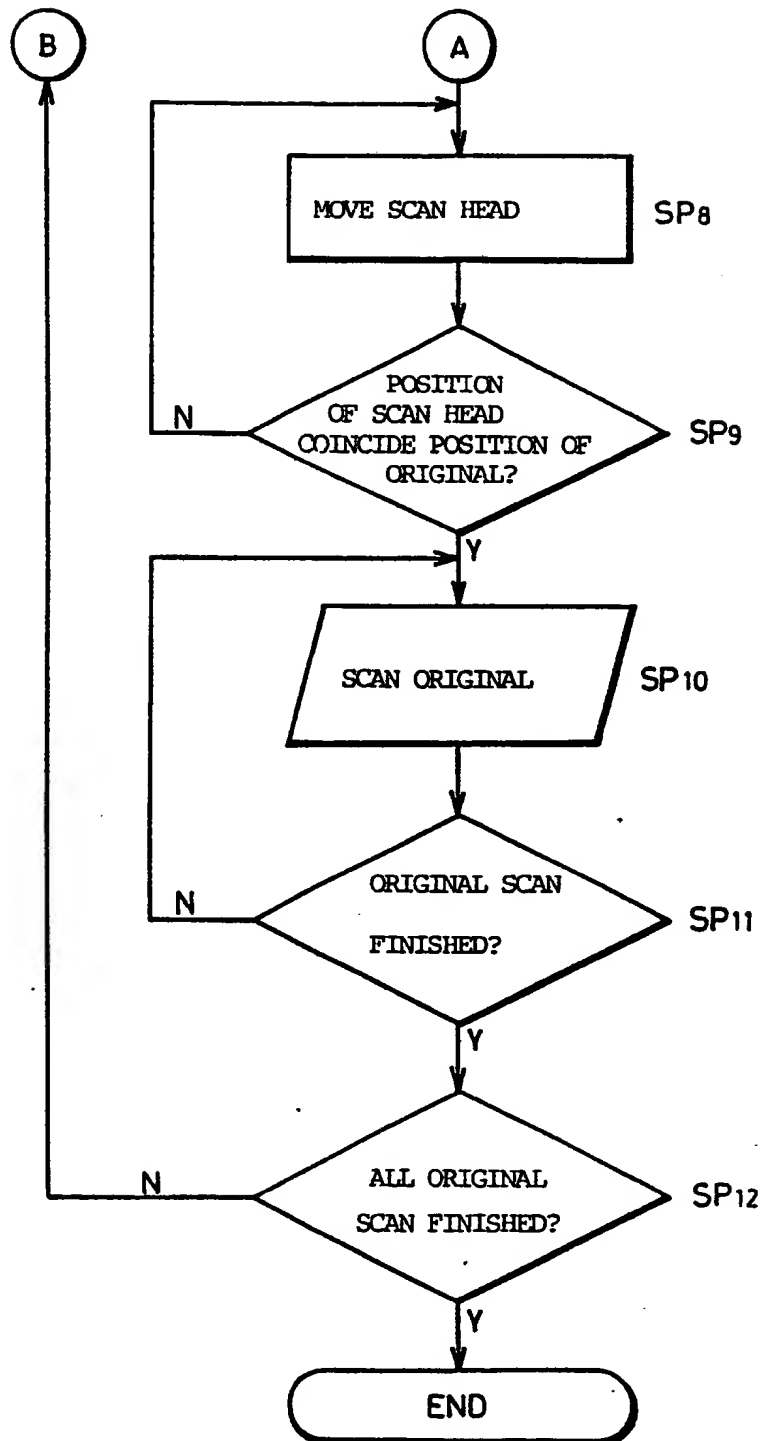 B
A
MOVE SCAN HEAD
SP8
POSITION
OF SCAN HEAD
COINCIDE POSITION OF
ORIGINAL?
N
SP9
Y
SCAN ORIGINAL
SP10
ORIGINAL SCAN
FINISHED?
N
SP11
Y
ALL ORIGINAL
SCAN FINISHED?
N
SP12
Y
END